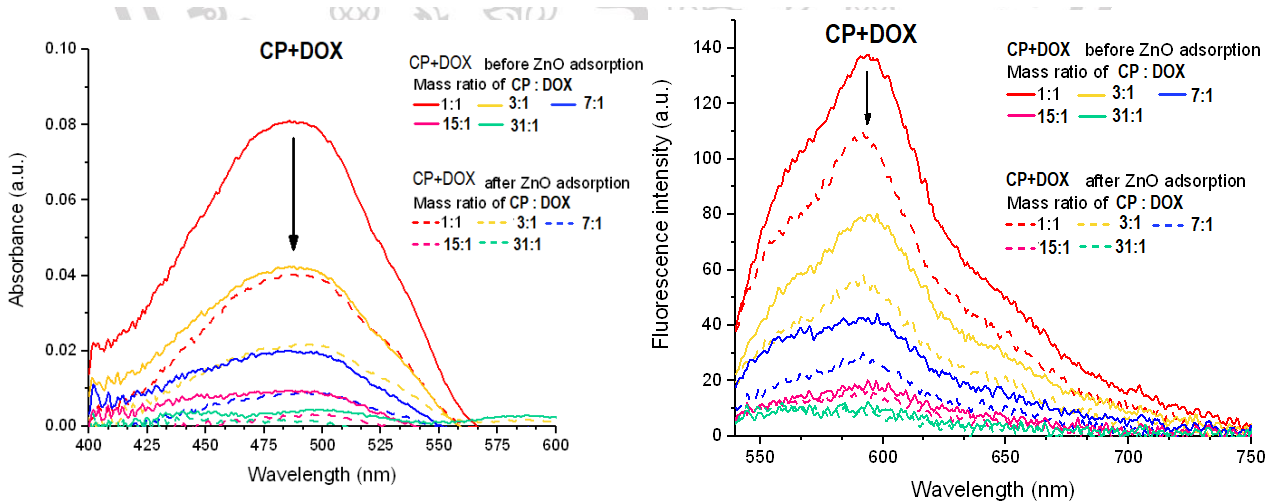 CP+DOX
CP+DOX before ZnO adsorption
Mass ratio of CP : DOX
1:1 3:1 7:1
15:1 31:1
CP+DOX after ZnO adsorption
Mass ratio of CP : DOX
1:1 3:1 7:1
15:1 31:1
0.10
0.08
0.06
0.04
0.02
0.00
Absorbance (a.u.)
400 425 450 475 500 525 550 575 600
Wavelength (nm)
CP+DOX
CP+DOX before ZnO adsorption
Mass ratio of CP : DOX
1:1 3:1 7:1
15:1 31:1
CP+DOX after ZnO adsorption
Mass ratio of CP : DOX
1:1 3:1 7:1
15:1 31:1
140
120
100
80
60
40
20
0
Fluorescence intensity (a.u.)
550 600 650 700 750
Wavelength (nm)